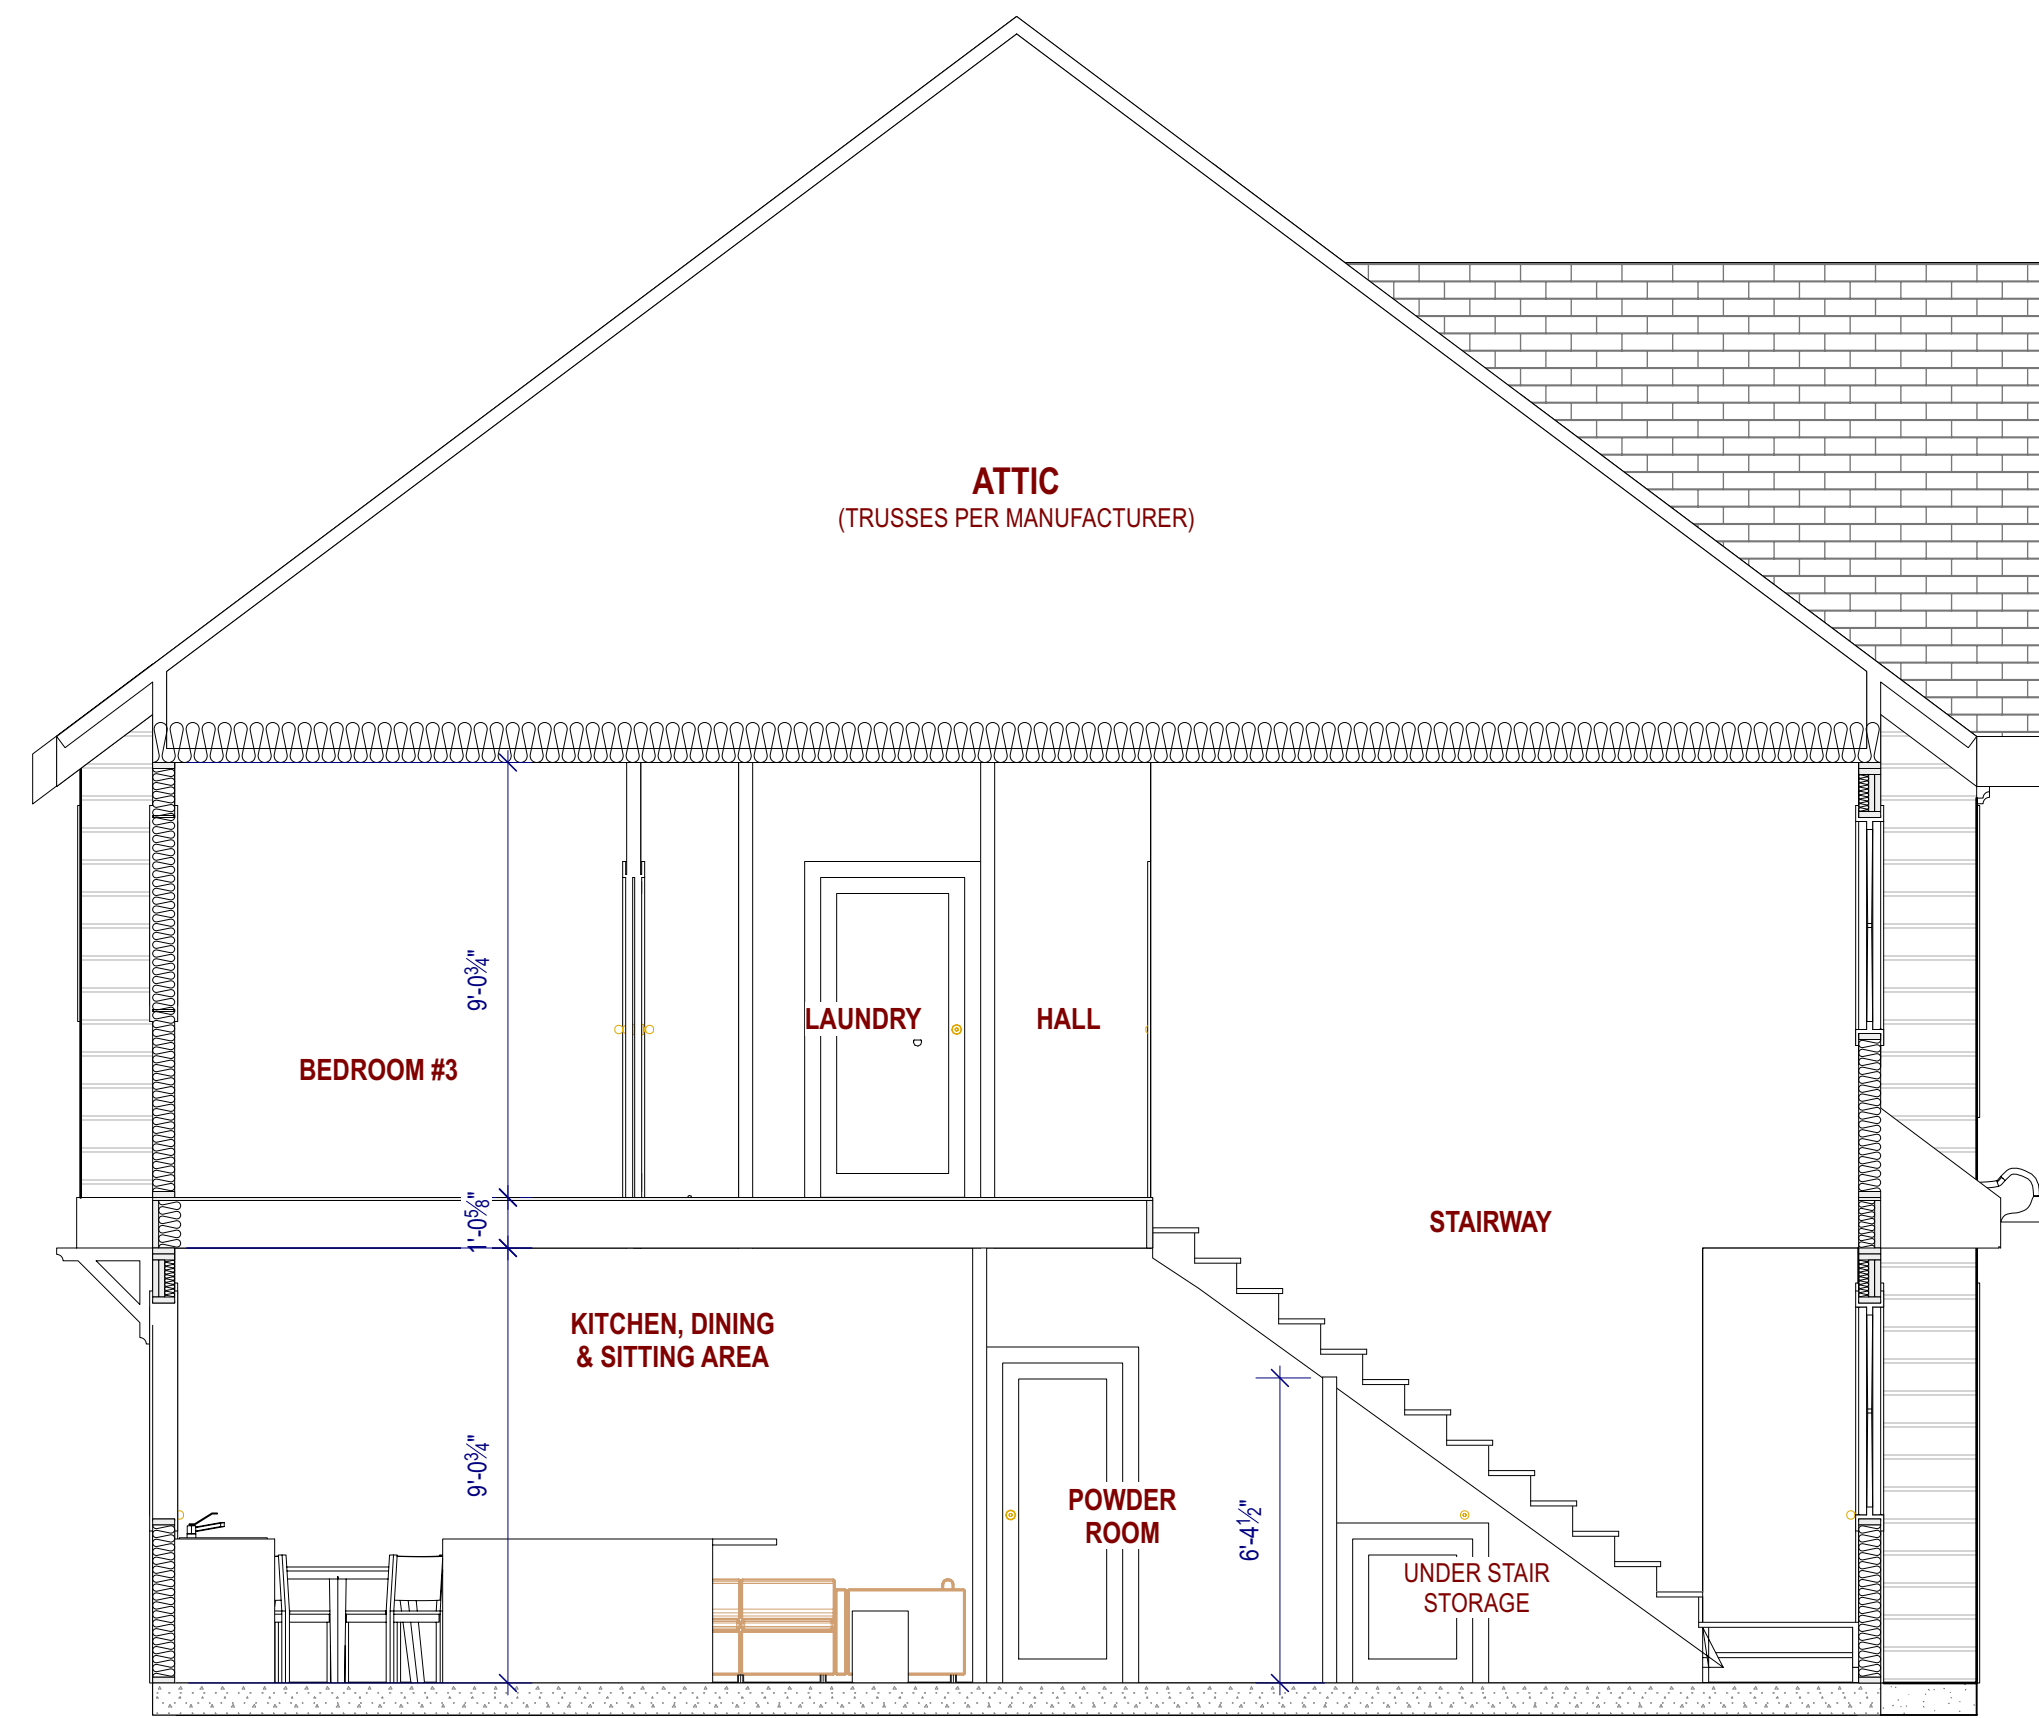 ATTIC
(TRUSSES PER MANUFACTURER)
9'-0¾"
LAUNDRY
HALL
BEDROOM #3
1'-0⅝"
STAIRWAY
KITCHEN, DINING
& SITTING AREA
9'-0¾"
POWDER
ROOM
6'-4½"
UNDER STAIR
STORAGE